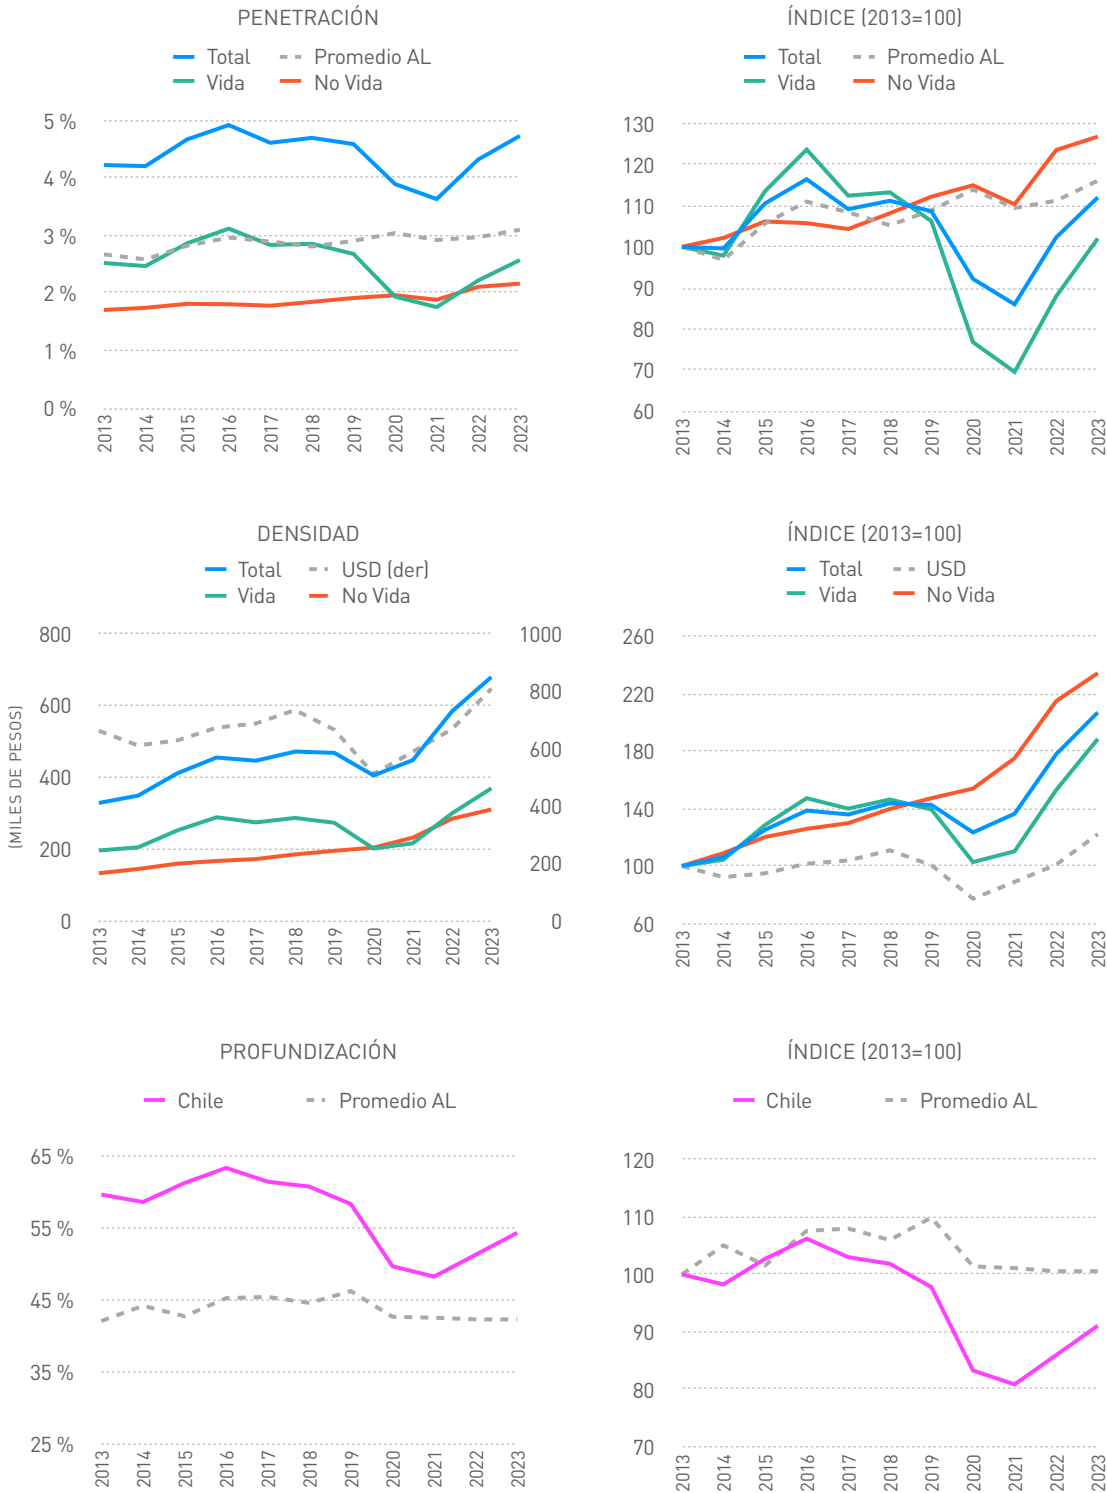 PENETRACIÓN
Total Promedio AL
Vida No Vida
5 %
4 %
3 %
2 %
1 %
0 %
2013 2014 2015 2016 2017 2018 2019 2020 2021 2022 2023
ÍNDICE (2013=100)
Total Promedio AL
Vida No Vida
130
120
110
100
90
80
70
60
2013 2014 2015 2016 2017 2018 2019 2020 2021 2022 2023
DENSIDAD
Total USD (der)
Vida No Vida
(MILES DE PESOS)
800 1000
600 800
400 600
200 400
0 200
0
2013 2014 2015 2016 2017 2018 2019 2020 2021 2022 2023
ÍNDICE (2013=100)
Total USD
Vida No Vida
260
220
180
140
100
60
2013 2014 2015 2016 2017 2018 2019 2020 2021 2022 2023
PROFUNDIZACIÓN
Chile Promedio AL
65 %
55 %
45 %
35 %
25 %
2013 2014 2015 2016 2017 2018 2019 2020 2021 2022 2023
ÍNDICE (2013=100)
Chile Promedio AL
120
110
100
90
80
70
2013 2014 2015 2016 2017 2018 2019 2020 2021 2022 2023